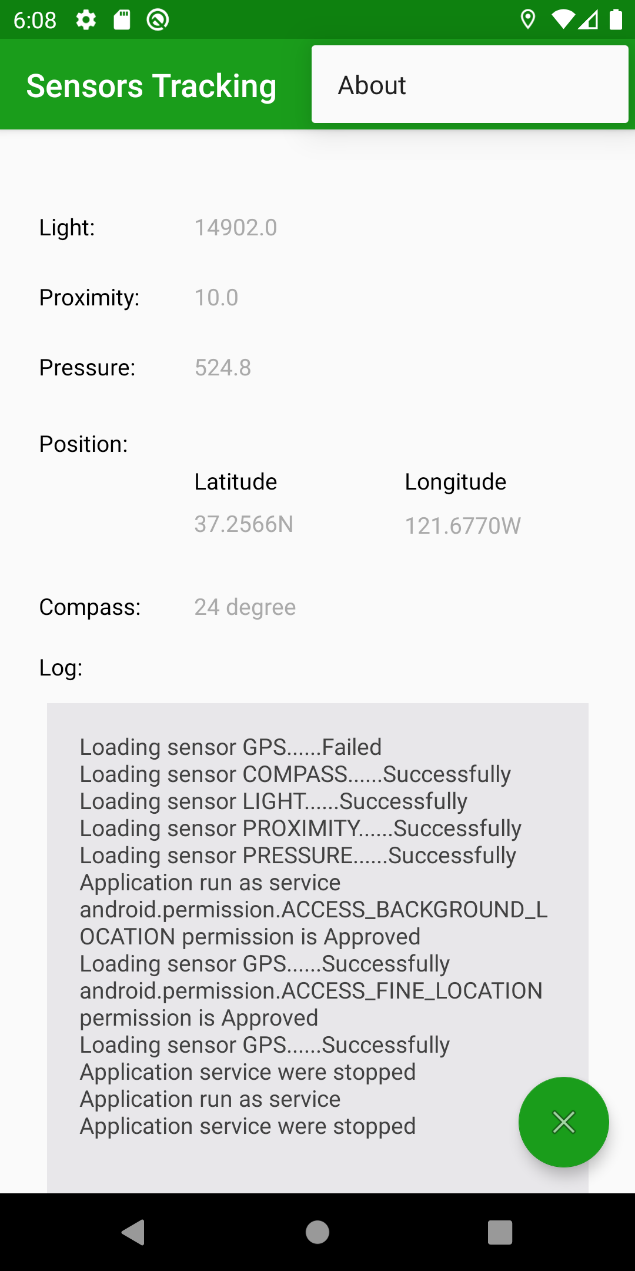 6:08
Sensors Tracking
About
Light: 14902.0
Proximity: 10.0
Pressure: 524.8
Position:
Latitude Longitude
37.2566N 121.6770W
Compass: 24 degree
Log:
Loading sensor GPS......Failed
Loading sensor COMPASS......Successfully
Loading sensor LIGHT......Successfully
Loading sensor PROXIMITY......Successfully
Loading sensor PRESSURE......Successfully
Application run as service
android.permission.ACCESS_BACKGROUND_L
OCATION permission is Approved
Loading sensor GPS......Successfully
android.permission.ACCESS_FINE_LOCATION
permission is Approved
Loading sensor GPS......Successfully
Application service were stopped
Application run as service
Application service were stopped